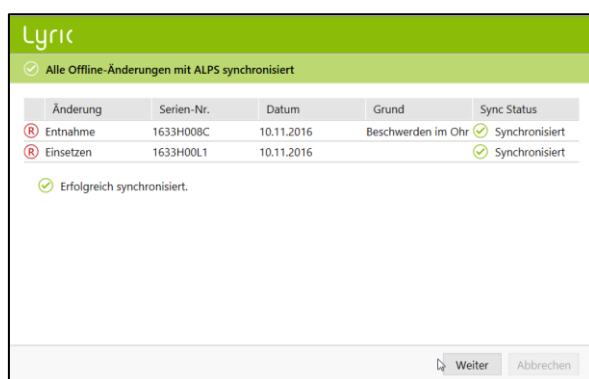 Lyric
Alle Offline-Änderungen mit ALPS synchronisiert
Änderung Serien-Nr. Datum Grund Sync Status
R Entnahme 1633H008C 10.11.2016 Beschwerden im Ohr Synchronisiert
R Einsetzen 1633H00L1 10.11.2016 Synchronisiert
Erfolgreich synchronisiert.
Weiter Abbrechen